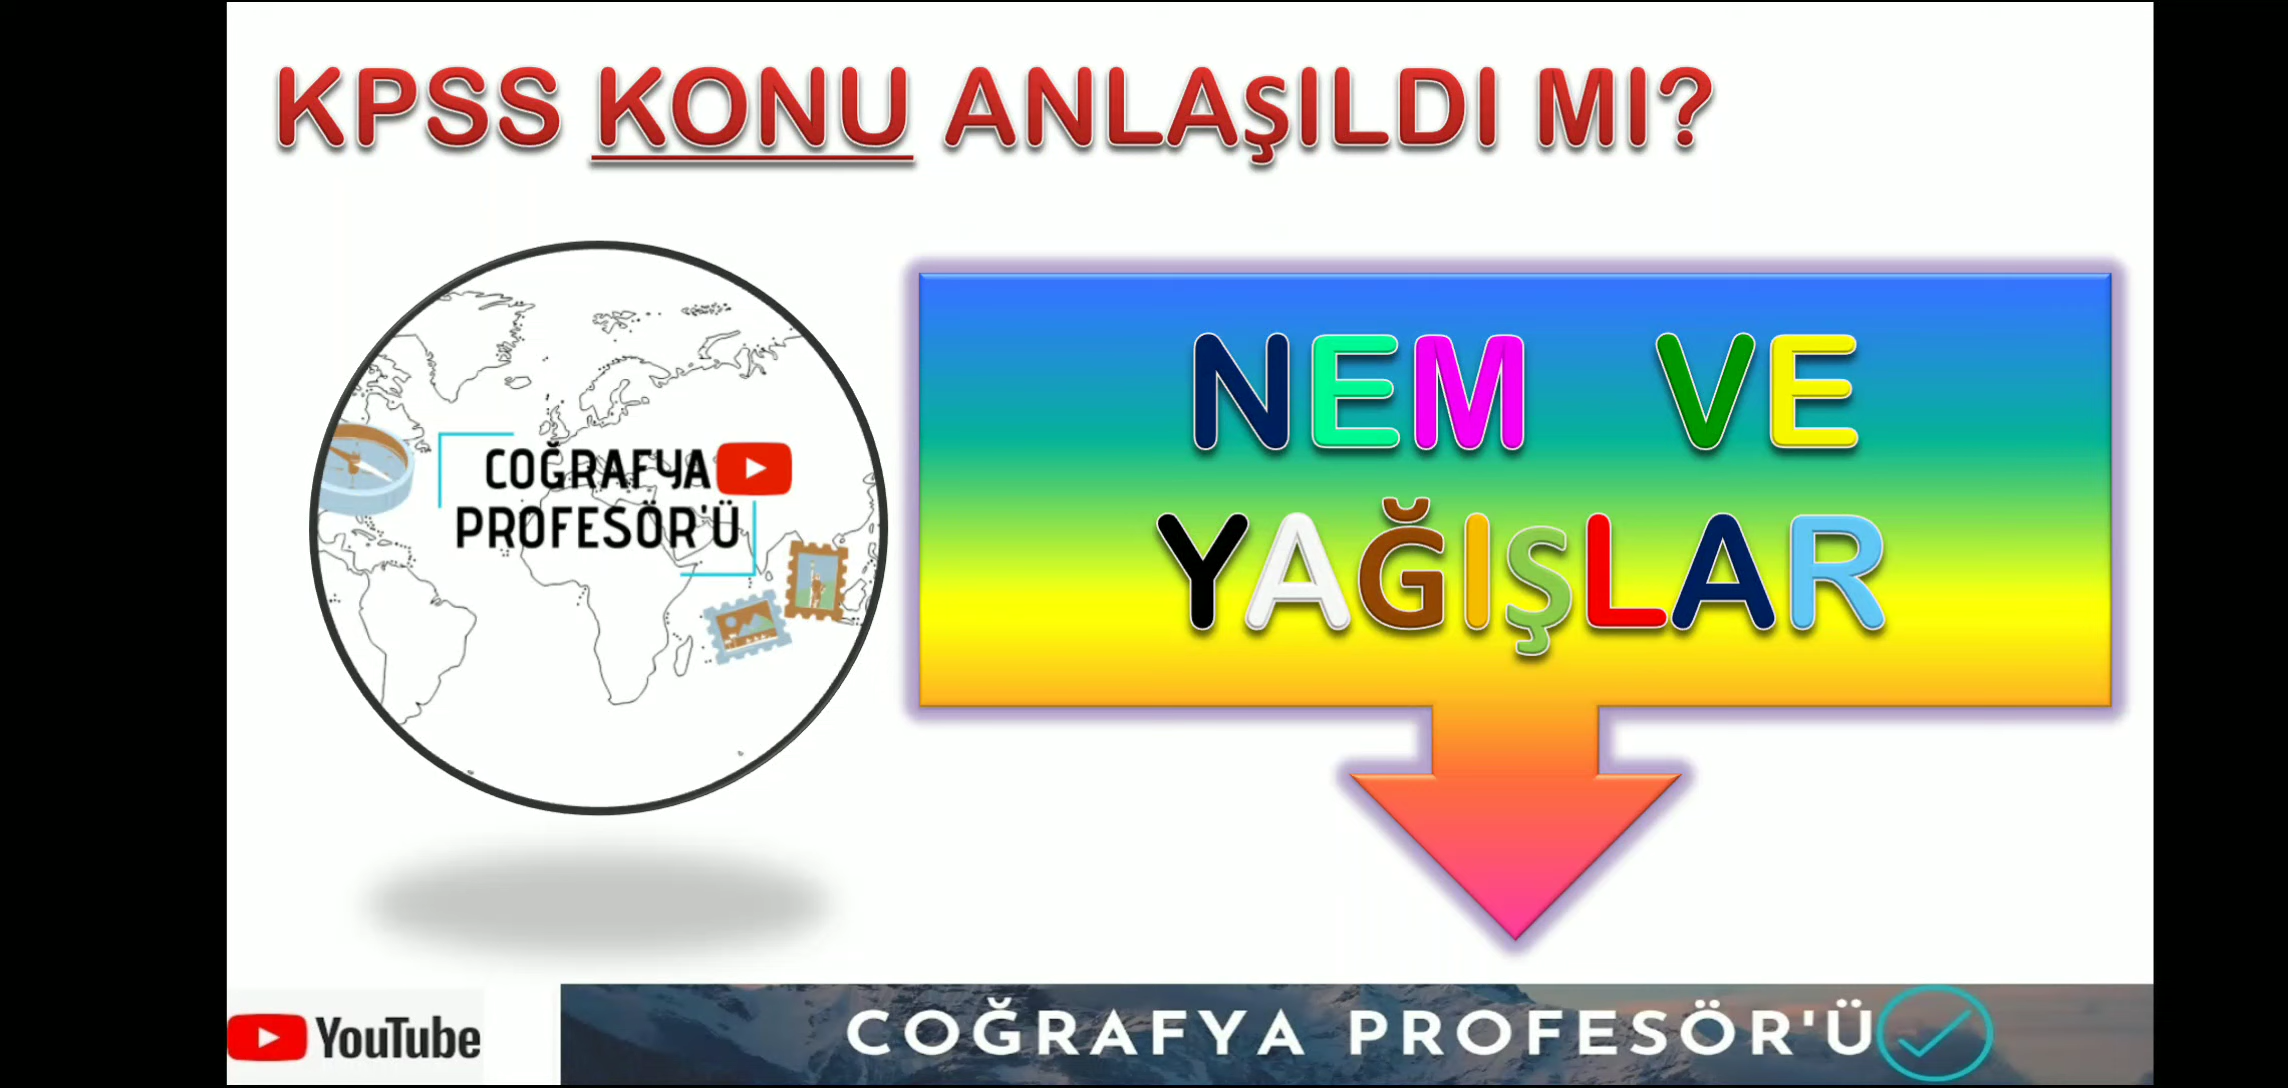 KPSS KONU ANLAŞILDI MI?
COĞRAFYA
PROFESÖR'Ü
NEM VE
YAĞIŞLAR
YouTube
COĞRAFYA PROFESÖR'Ü